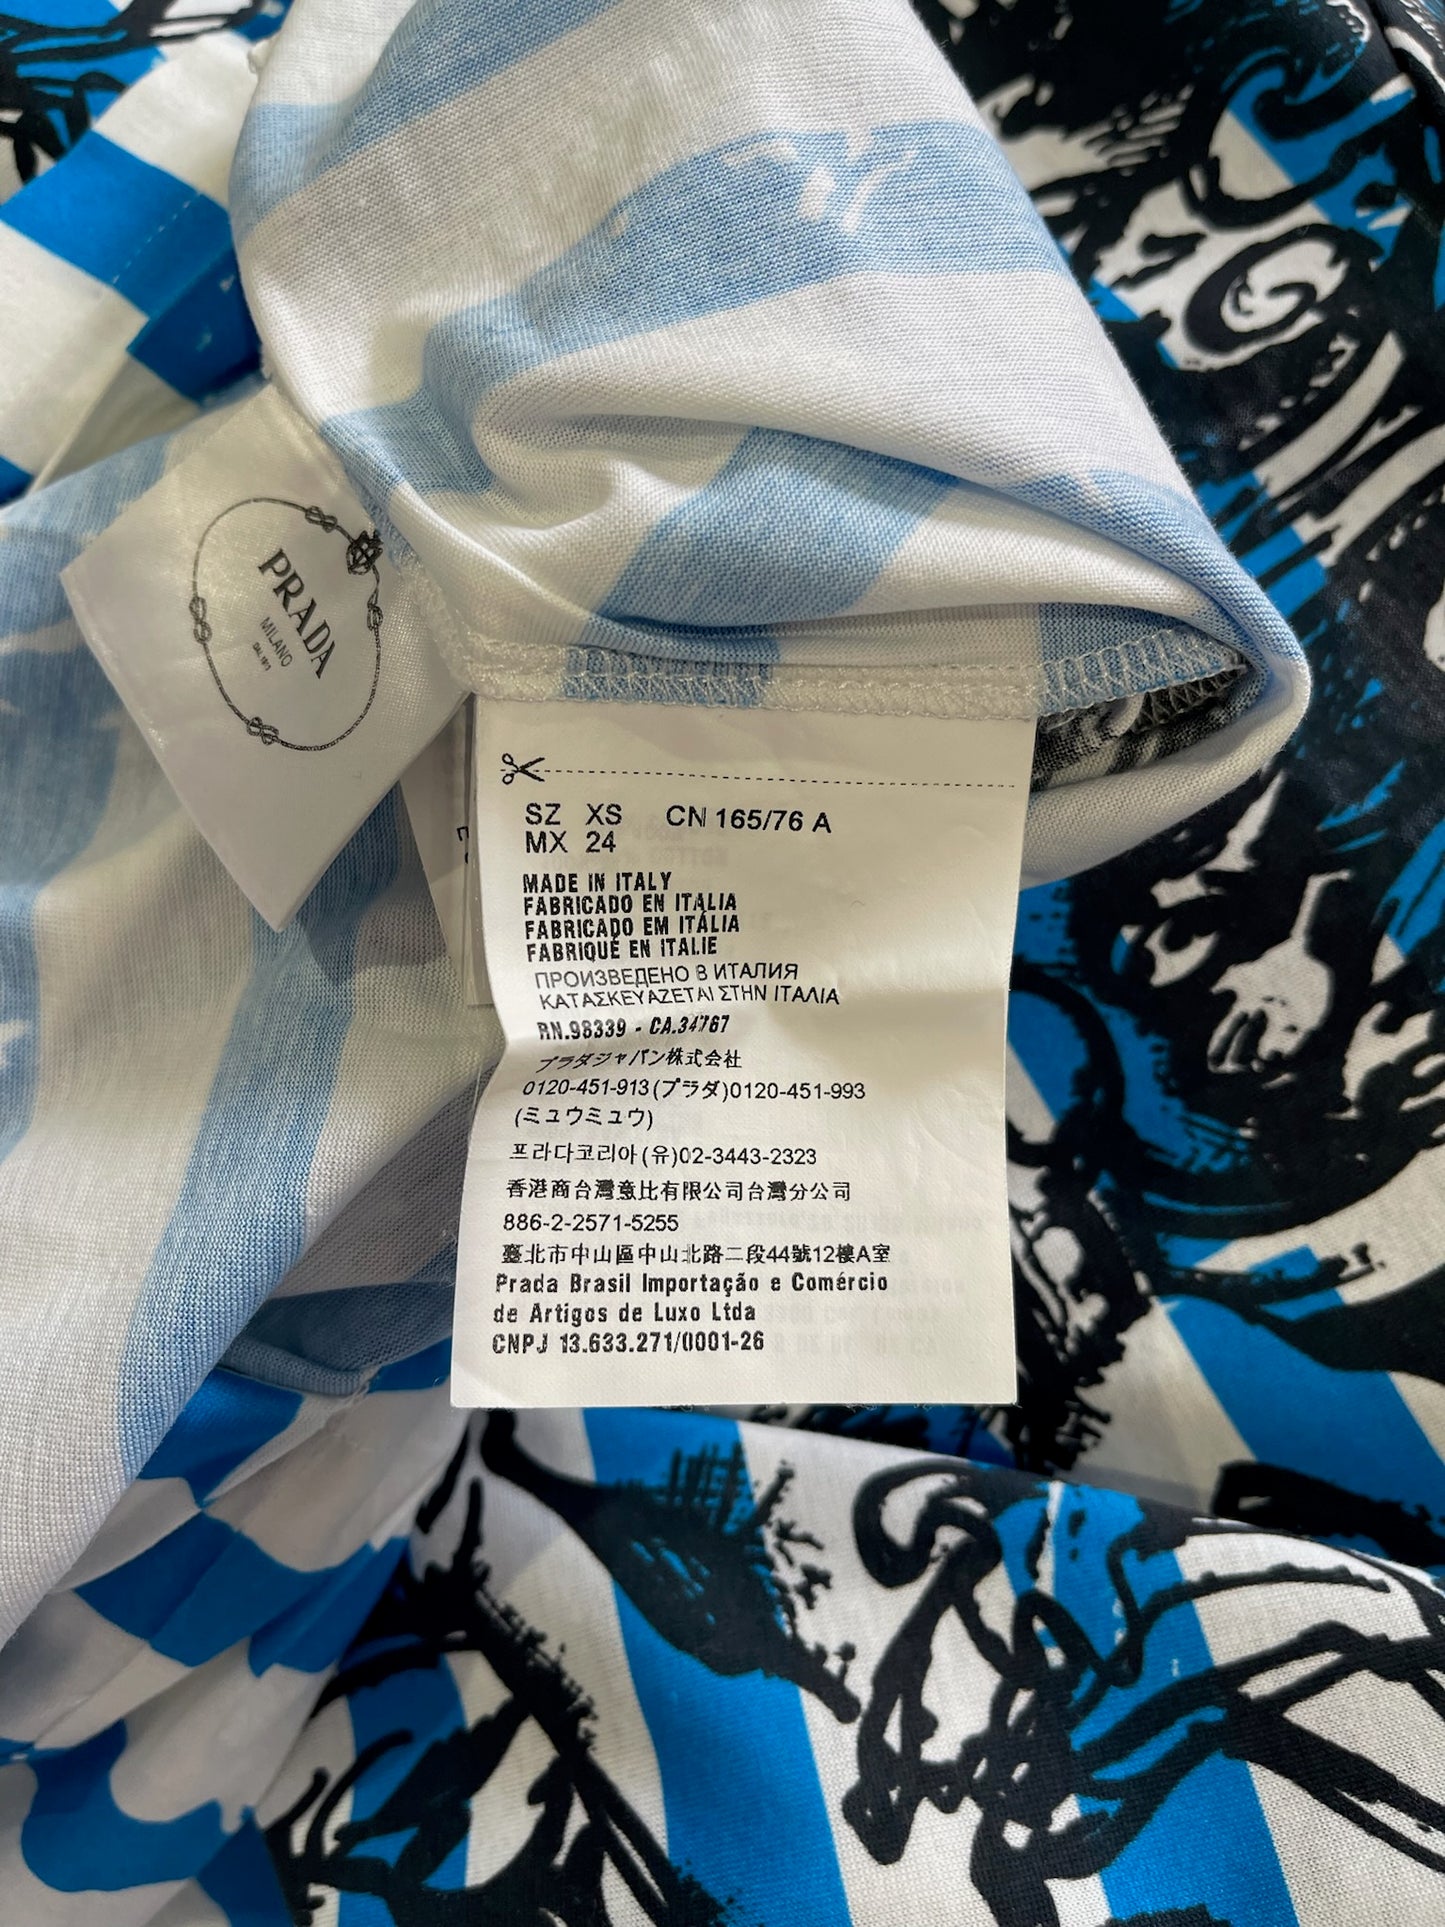 PRADA
MILANO
DAL 1913
SZ XS CN 165/76 A
MX 24
MADE IN ITALY
FABRICADO EN ITALIA
FABRICADO EM ITÁLIA
FABRIQUÉ EN ITALIE
ПРОИЗВЕДЕНО В ИТАЛИЯ
ΚΑΤΑΣΚΕΥΑΖΕΤΑΙ ΣΤΗΝ ΙΤΑΛΙΑ
RN.98339 - CA.34767
プラダジャパン株式会社
0120-451-913(プラダ)0120-451-993
(ミュウミュウ)
프라다코리아(유)02-3443-2323
香港商台灣意比有限公司台灣分公司
886-2-2571-5255
臺北市中山區中山北路二段44號12樓A室
Prada Brasil Importação e Comércio
de Artigos de Luxo Ltda
CNPJ 13.633.271/0001-26